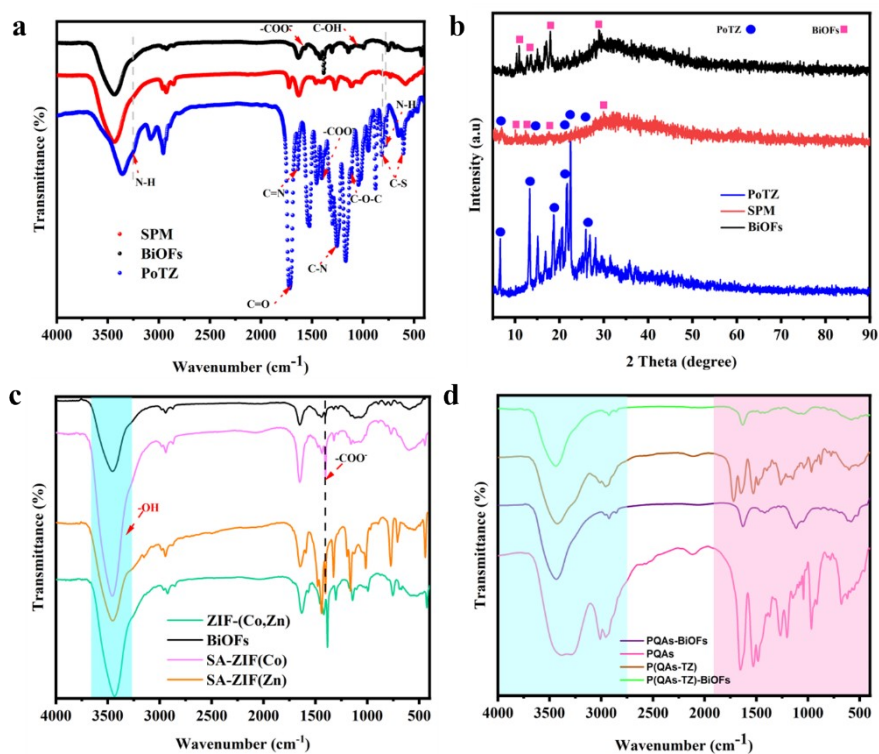 a
-COO⁻
C-OH
N-H
-COO⁻
N-H
C=N
C-O-C
C-S
C-N
C=O
SPM
BiOFs
PoTZ
Transmittance (%)
4000 3500 3000 2500 2000 1500 1000 500
Wavenumber (cm⁻¹)
b
PoTZ
BiOFs
PoTZ
SPM
BiOFs
Intensity (a.u)
10 20 30 40 50 60 70 80 90
2 Theta (degree)
c
-COO⁻
-OH
ZIF-(Co,Zn)
BiOFs
SA-ZIF(Co)
SA-ZIF(Zn)
Transmittance (%)
4000 3500 3000 2500 2000 1500 1000 500
Wavenumber (cm⁻¹)
d
PQAs-BiOFs
PQAs
P(QAs-TZ)
P(QAs-TZ)-BiOFs
Transmittance (%)
4000 3500 3000 2500 2000 1500 1000 500
Wavenumber (cm⁻¹)